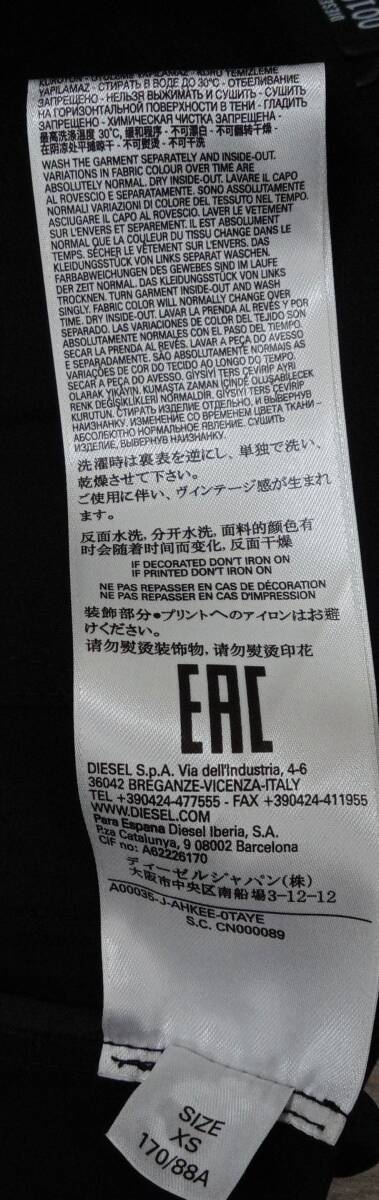 YAPILAMAZ - СТИРАТЬ В ВОДЕ ДО 30°C - ОТБЕЛИВАНИЕ
ЗАПРЕЩЕНО - НЕЛЬЗЯ ВЫЖИМАТЬ И СУШИТЬ - СУШИТЬ
НА ГОРИЗОНТАЛЬНОЙ ПОВЕРХНОСТИ В ТЕНИ - ГЛАДИТЬ
ЗАПРЕЩЕНО - ХИМИЧЕСКАЯ ЧИСТКА ЗАПРЕЩЕНА
最高洗涤温度 30℃, 缓和程序 - 不可漂白 - 不可翻转干燥 -
在阴凉处平摊晾干 - 不可熨烫 - 不可干洗
WASH THE GARMENT SEPARATELY AND INSIDE-OUT.
VARIATIONS IN FABRIC COLOUR OVER TIME ARE
ABSOLUTELY NORMAL. DRY INSIDE-OUT. LAVARE IL CAPO
AL ROVESCIO E SEPARATAMENTE. SONO ASSOLUTAMENTE
NORMALI VARIAZIONI DI COLORE DEL TESSUTO NEL TEMPO.
ASCIUGARE IL CAPO AL ROVESCIO. LAVER LE VETEMENT
SUR L'ENVERS ET SEPAREMENT. IL EST ABSOLUMENT
NORMAL QUE LA COULEUR DU TISSU CHANGE DANS LE
TEMPS. SÉCHER LE VÊTEMENT SUR L'ENVERS. DAS
KLEIDUNGSSTÜCK VON LINKS SEPARAT WASCHEN.
FARBABWEICHUNGEN DES GEWEBES SIND IM LAUFE
DER ZEIT NORMAL. DAS KLEIDUNGSSTÜCK VON LINKS
TROCKNEN. TURN GARMENT INSIDE-OUT AND WASH
SINGLY. FABRIC COLOR WILL NORMALLY CHANGE OVER
TIME. DRY INSIDE-OUT. LAVAR LA PRENDA AL REVÉS Y POR
SEPARADO. LAS VARIACIONES DE COLOR DEL TEJIDO SON
ABSOLUTAMENTE NORMALES CON EL PASO DEL TIEMPO.
SECAR LA PRENDA AL REVÉS. LAVAR A PEÇA DO AVESSO
E SEPARADAMENTE. SÃO ABSOLUTAMENTE NORMAIS AS
VARIAÇÕES DE COR DO TECIDO AO LONGO DO TEMPO.
SECAR A PEÇA DO AVESSO. GİYSİYİ TERS ÇEVİRİP AYRI
OLARAK YIKAYIN. KUMAŞTA ZAMAN İÇİNDE OLUŞABİLECEK
RENK DEĞİŞİKLİKLERİ NORMALDİR. GİYSİYİ TERS ÇEVİRİP
KURUTUN. СТИРАТЬ ИЗДЕЛИЕ ОТДЕЛЬНО, И ВЫВЕРНУВ
НАИЗНАНКУ. ИЗМЕНЕНИЕ СО ВРЕМЕНЕМ ЦВЕТА ТКАНИ -
АБСОЛЮТНО НОРМАЛЬНОЕ ЯВЛЕНИЕ. СУШИТЬ
ИЗДЕЛИЕ, ВЫВЕРНУВ НАИЗНАНКУ.
洗濯時は裏表を逆にし、単独で洗い、
乾燥させて下さい。
ご使用に伴い、ヴィンテージ感が生まれ
ます。
反面水洗, 分开水洗, 面料的颜色有
时会随着时间而变化, 反面干燥
IF DECORATED DON'T IRON ON
IF PRINTED DON'T IRON ON
NE PAS REPASSER EN CAS DE DÉCORATION
NE PAS REPASSER EN CAS D'IMPRESSION
装飾部分•プリントへのアイロンはお避
けください。
请勿熨烫装饰物, 请勿熨烫印花
EAC
DIESEL S.p.A. Via dell'Industria, 4-6
36042 BREGANZE-VICENZA-ITALY
TEL +390424-477555 - FAX +390424-411955
WWW.DIESEL.COM
Para Espana Diesel Iberia, S.A.
Pza Catalunya, 9 08002 Barcelona
CIF no: A62226170
ディーゼルジャパン(株)
大阪市中央区南船場3-12-12
A00035-J-AHKEE-0TAYE
S.C. CN000089
SIZE
XS
170/88A